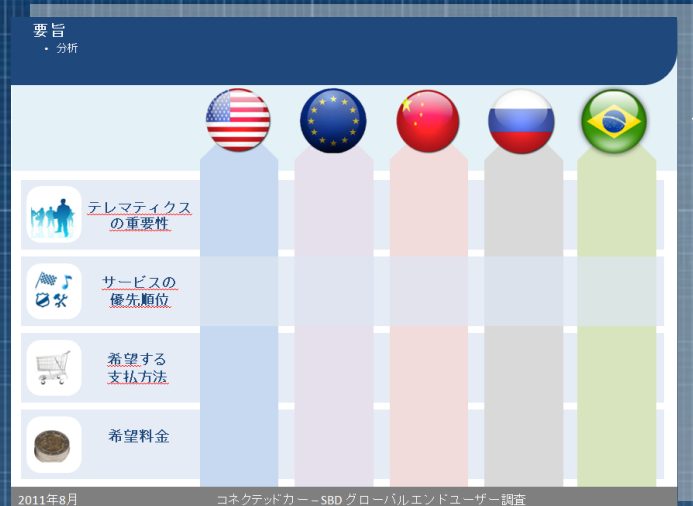 要旨
• 分析
テレマティクス
の重要性
サービスの
優先順位
希望する
支払方法
希望料金
2011年8月
コネクテッドカー – SBD グローバルエンドユーザー調査